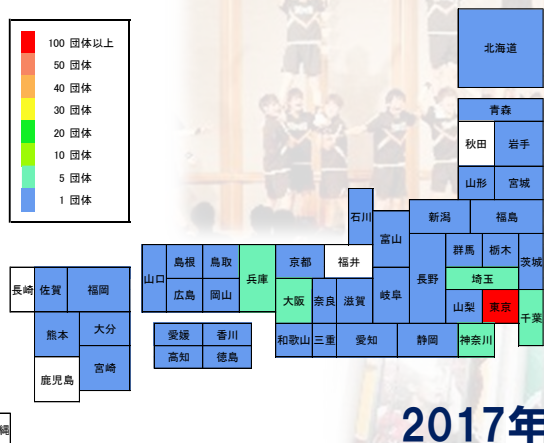 100 団体以上
50 団体
40 団体
30 団体
20 団体
10 団体
5 団体
1 団体
北海道
青森
秋田 岩手
山形 宮城
石川 新潟 福島
富山 群馬 栃木 茨城
山口 島根 鳥取 兵庫 京都 福井 長野
埼玉
長崎 佐賀 福岡 広島 岡山 大阪 奈良 滋賀 岐阜 山梨 東京 千葉
熊本 大分 愛媛 香川 和歌山 三重 愛知 静岡 神奈川
高知 徳島
宮崎
鹿児島
縄
2017年